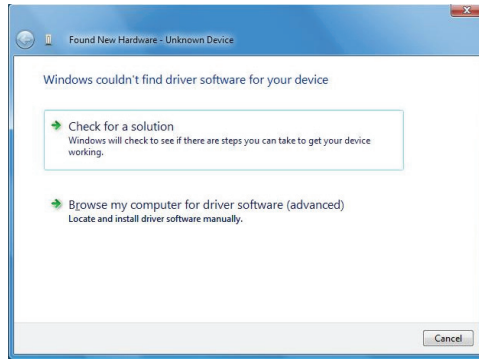 Found New Hardware - Unknown Device
Windows couldn't find driver software for your device
Check for a solution
Windows will check to see if there are steps you can take to get your device
working.
Browse my computer for driver software (advanced)
Locate and install driver software manually.
Cancel